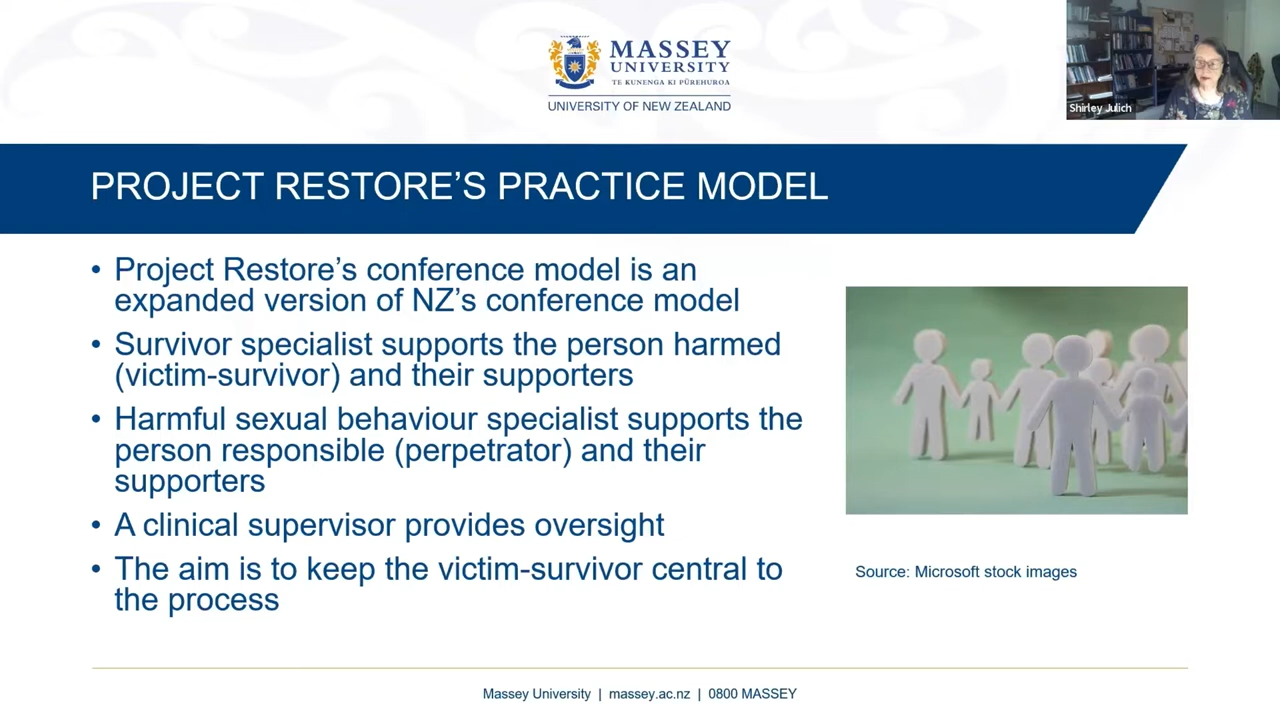 MASSEY
UNIVERSITY
TE KUNENGA KI PŪREHUROA
UNIVERSITY OF NEW ZEALAND
Shirley Julich
PROJECT RESTORE’S PRACTICE MODEL
• Project Restore’s conference model is an
expanded version of NZ’s conference model
• Survivor specialist supports the person harmed
(victim-survivor) and their supporters
• Harmful sexual behaviour specialist supports the
person responsible (perpetrator) and their
supporters
• A clinical supervisor provides oversight
• The aim is to keep the victim-survivor central to
the process
Source: Microsoft stock images
Massey University | massey.ac.nz | 0800 MASSEY